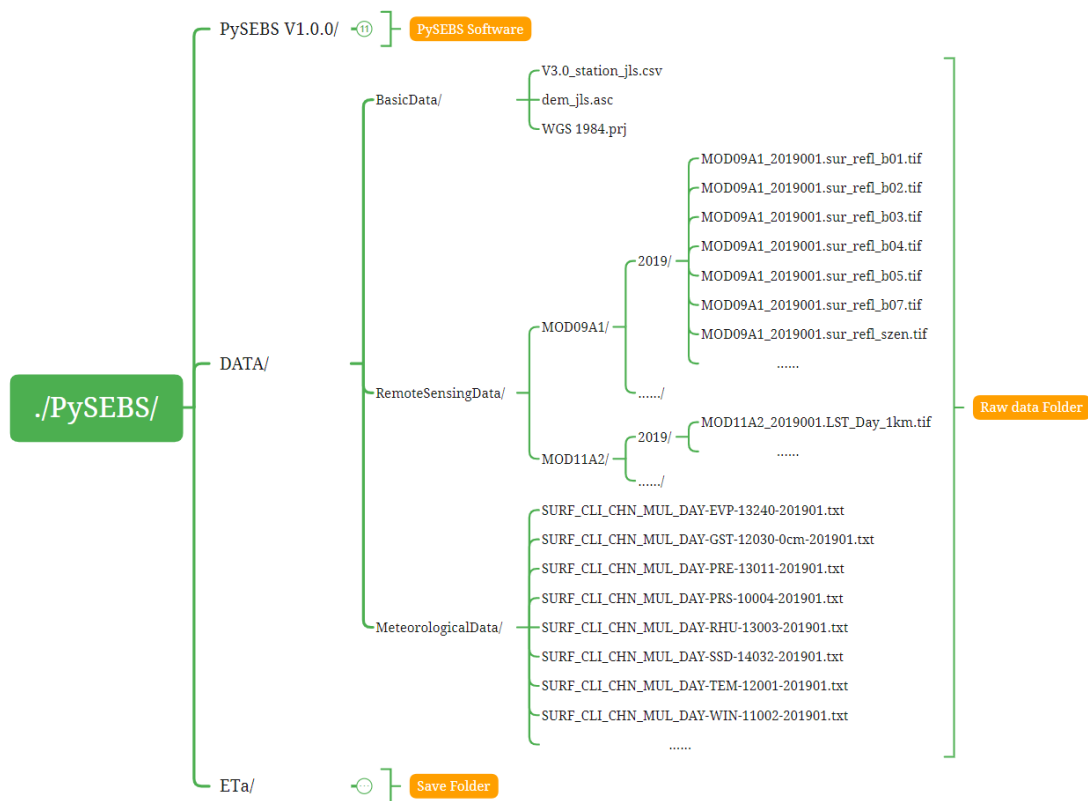 ./PySEBS/
PySEBS V1.0.0/
11
PySEBS Software
DATA/
BasicData/
V3.0_station_jls.csv
dem_jls.asc
WGS 1984.prj
RemoteSensingData/
MOD09A1/
2019/
MOD09A1_2019001.sur_refl_b01.tif
MOD09A1_2019001.sur_refl_b02.tif
MOD09A1_2019001.sur_refl_b03.tif
MOD09A1_2019001.sur_refl_b04.tif
MOD09A1_2019001.sur_refl_b05.tif
MOD09A1_2019001.sur_refl_b07.tif
MOD09A1_2019001.sur_refl_szen.tif
......
....../
MOD11A2/
2019/
MOD11A2_2019001.LST_Day_1km.tif
......
....../
MeteorologicalData/
SURF_CLI_CHN_MUL_DAY-EVP-13240-201901.txt
SURF_CLI_CHN_MUL_DAY-GST-12030-0cm-201901.txt
SURF_CLI_CHN_MUL_DAY-PRE-13011-201901.txt
SURF_CLI_CHN_MUL_DAY-PRS-10004-201901.txt
SURF_CLI_CHN_MUL_DAY-RHU-13003-201901.txt
SURF_CLI_CHN_MUL_DAY-SSD-14032-201901.txt
SURF_CLI_CHN_MUL_DAY-TEM-12001-201901.txt
SURF_CLI_CHN_MUL_DAY-WIN-11002-201901.txt
......
Raw data Folder
ETa/
...
Save Folder